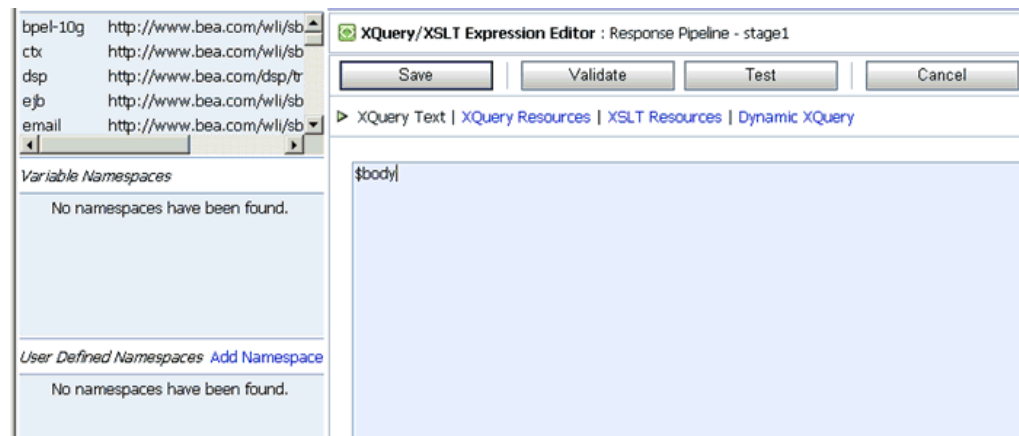 bpel-10g http://www.bea.com/wli/sb
ctx http://www.bea.com/wli/sb
dsp http://www.bea.com/dsp/tr
ejb http://www.bea.com/wli/sb
email http://www.bea.com/wli/sb
Variable Namespaces
No namespaces have been found.
User Defined Namespaces Add Namespace
No namespaces have been found.
XQuery/XSLT Expression Editor : Response Pipeline - stage1
Save Validate Test Cancel
XQuery Text | XQuery Resources | XSLT Resources | Dynamic XQuery
$body